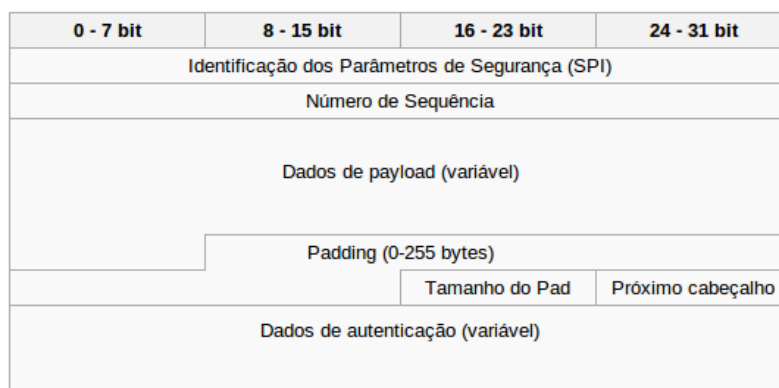 0 - 7 bit 8 - 15 bit 16 - 23 bit 24 - 31 bit
Identificação dos Parâmetros de Segurança (SPI)
Número de Sequência
Dados de payload (variável)
Padding (0-255 bytes)
Tamanho do Pad Próximo cabeçalho
Dados de autenticação (variável)